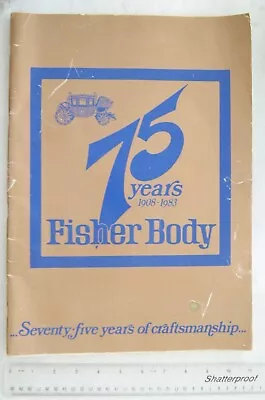 75
years
1908-1983
Fisher Body
...Seventy-five years of craftsmanship...
Shatterproof